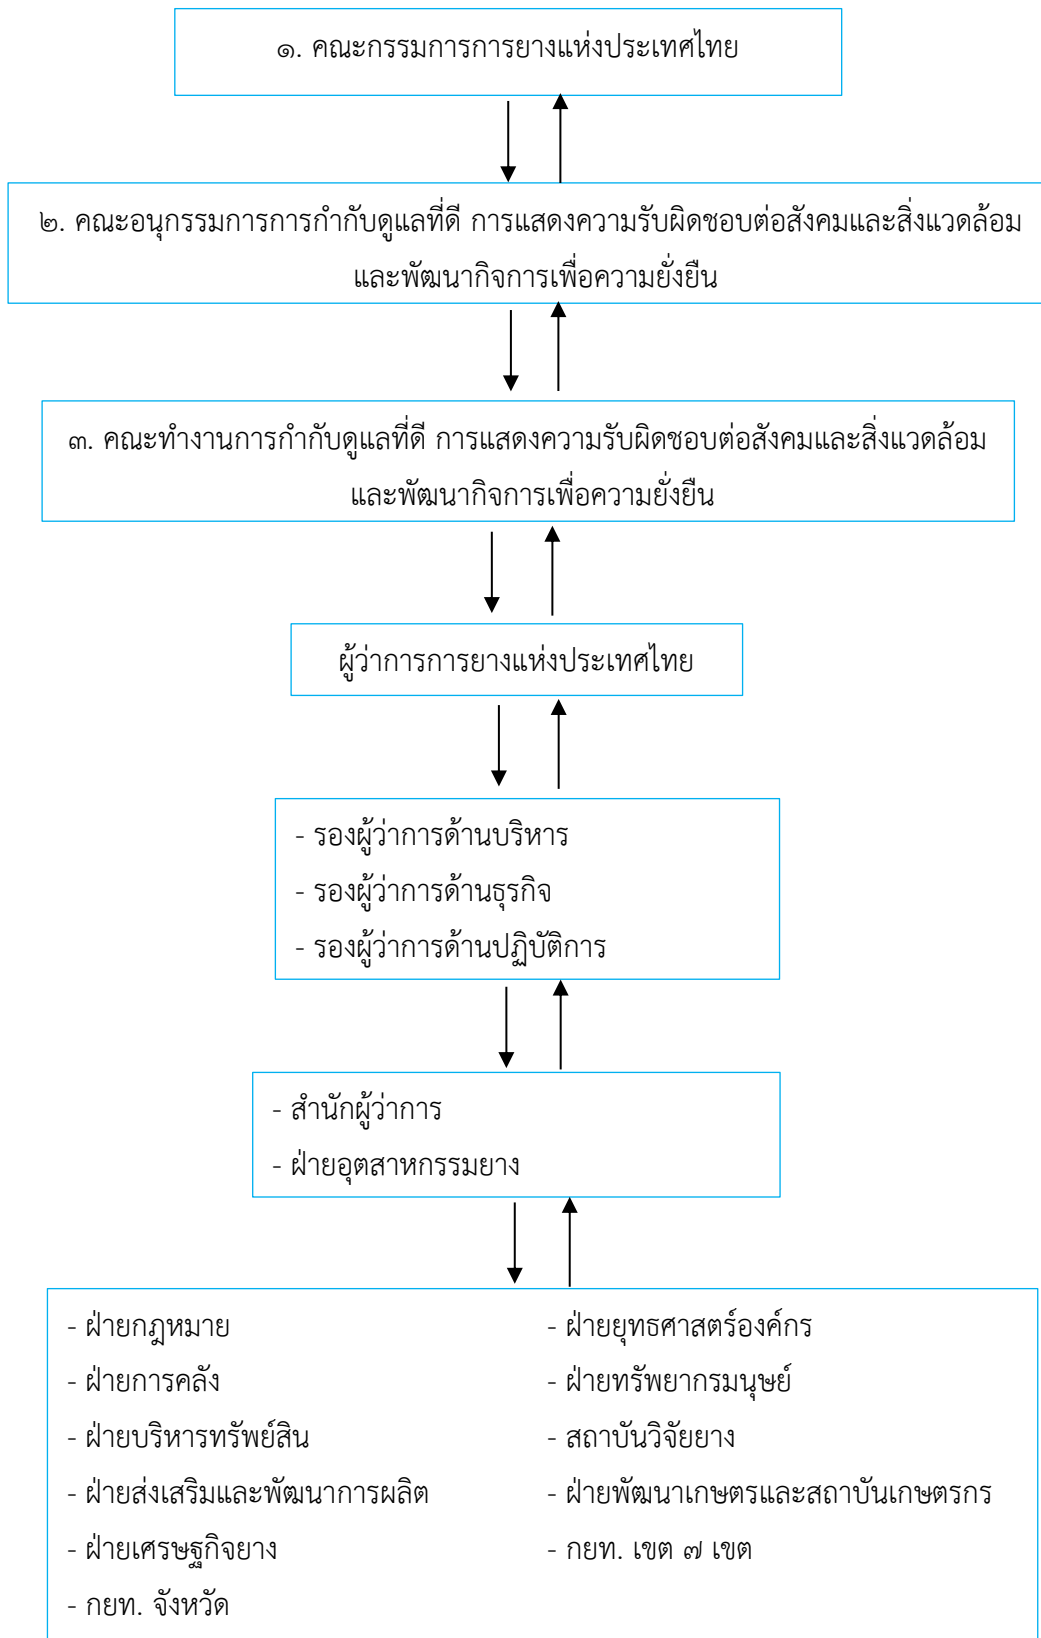 ๑. คณะกรรมการการยางแห่งประเทศไทย
๒. คณะอนุกรรมการการกำกับดูแลที่ดี การแสดงความรับผิดชอบต่อสังคมและสิ่งแวดล้อม
และพัฒนากิจการเพื่อความยั่งยืน
๓. คณะทำงานการกำกับดูแลที่ดี การแสดงความรับผิดชอบต่อสังคมและสิ่งแวดล้อม
และพัฒนากิจการเพื่อความยั่งยืน
ผู้ว่าการการยางแห่งประเทศไทย
- รองผู้ว่าการด้านบริหาร
- รองผู้ว่าการด้านธุรกิจ
- รองผู้ว่าการด้านปฏิบัติการ
- สำนักผู้ว่าการ
- ฝ่ายอุตสาหกรรมยาง
- ฝ่ายกฎหมาย
- ฝ่ายการคลัง
- ฝ่ายบริหารทรัพย์สิน
- ฝ่ายส่งเสริมและพัฒนาการผลิต
- ฝ่ายเศรษฐกิจยาง
- กยท. จังหวัด
- ฝ่ายยุทธศาสตร์องค์กร
- ฝ่ายทรัพยากรมนุษย์
- สถาบันวิจัยยาง
- ฝ่ายพัฒนาเกษตรและสถาบันเกษตรกร
- กยท. เขต ๗ เขต